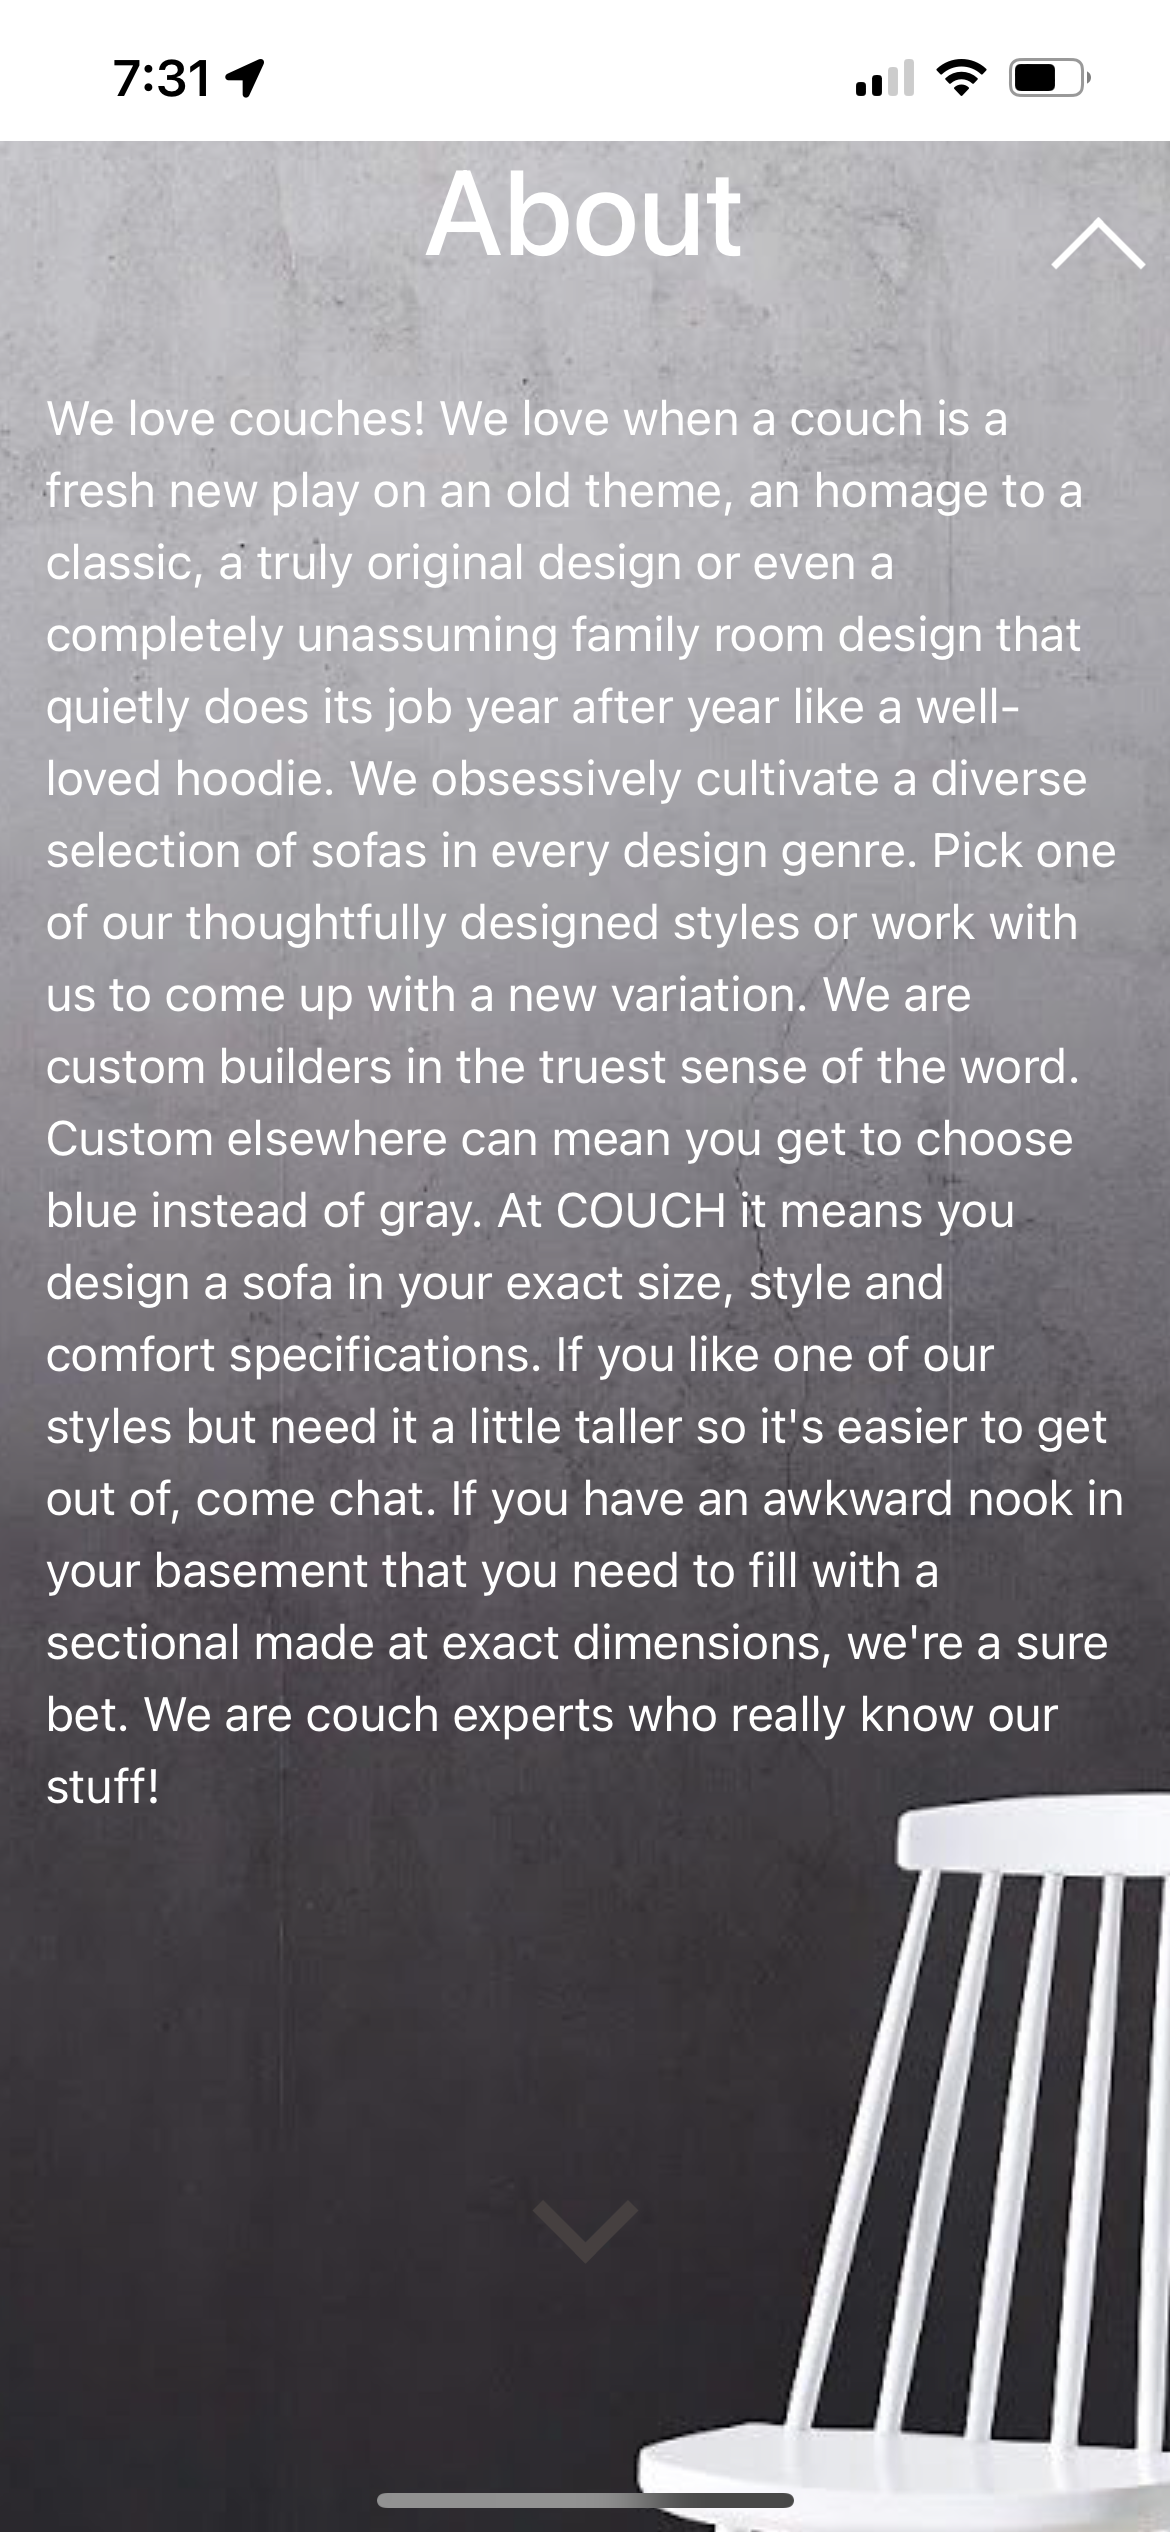 7:31
About
We love couches! We love when a couch is a
fresh new play on an old theme, an homage to a
classic, a truly original design or even a
completely unassuming family room design that
quietly does its job year after year like a well-
loved hoodie. We obsessively cultivate a diverse
selection of sofas in every design genre. Pick one
of our thoughtfully designed styles or work with
us to come up with a new variation. We are
custom builders in the truest sense of the word.
Custom elsewhere can mean you get to choose
blue instead of gray. At COUCH it means you
design a sofa in your exact size, style and
comfort specifications. If you like one of our
styles but need it a little taller so it's easier to get
out of, come chat. If you have an awkward nook in
your basement that you need to fill with a
sectional made at exact dimensions, we're a sure
bet. We are couch experts who really know our
stuff!